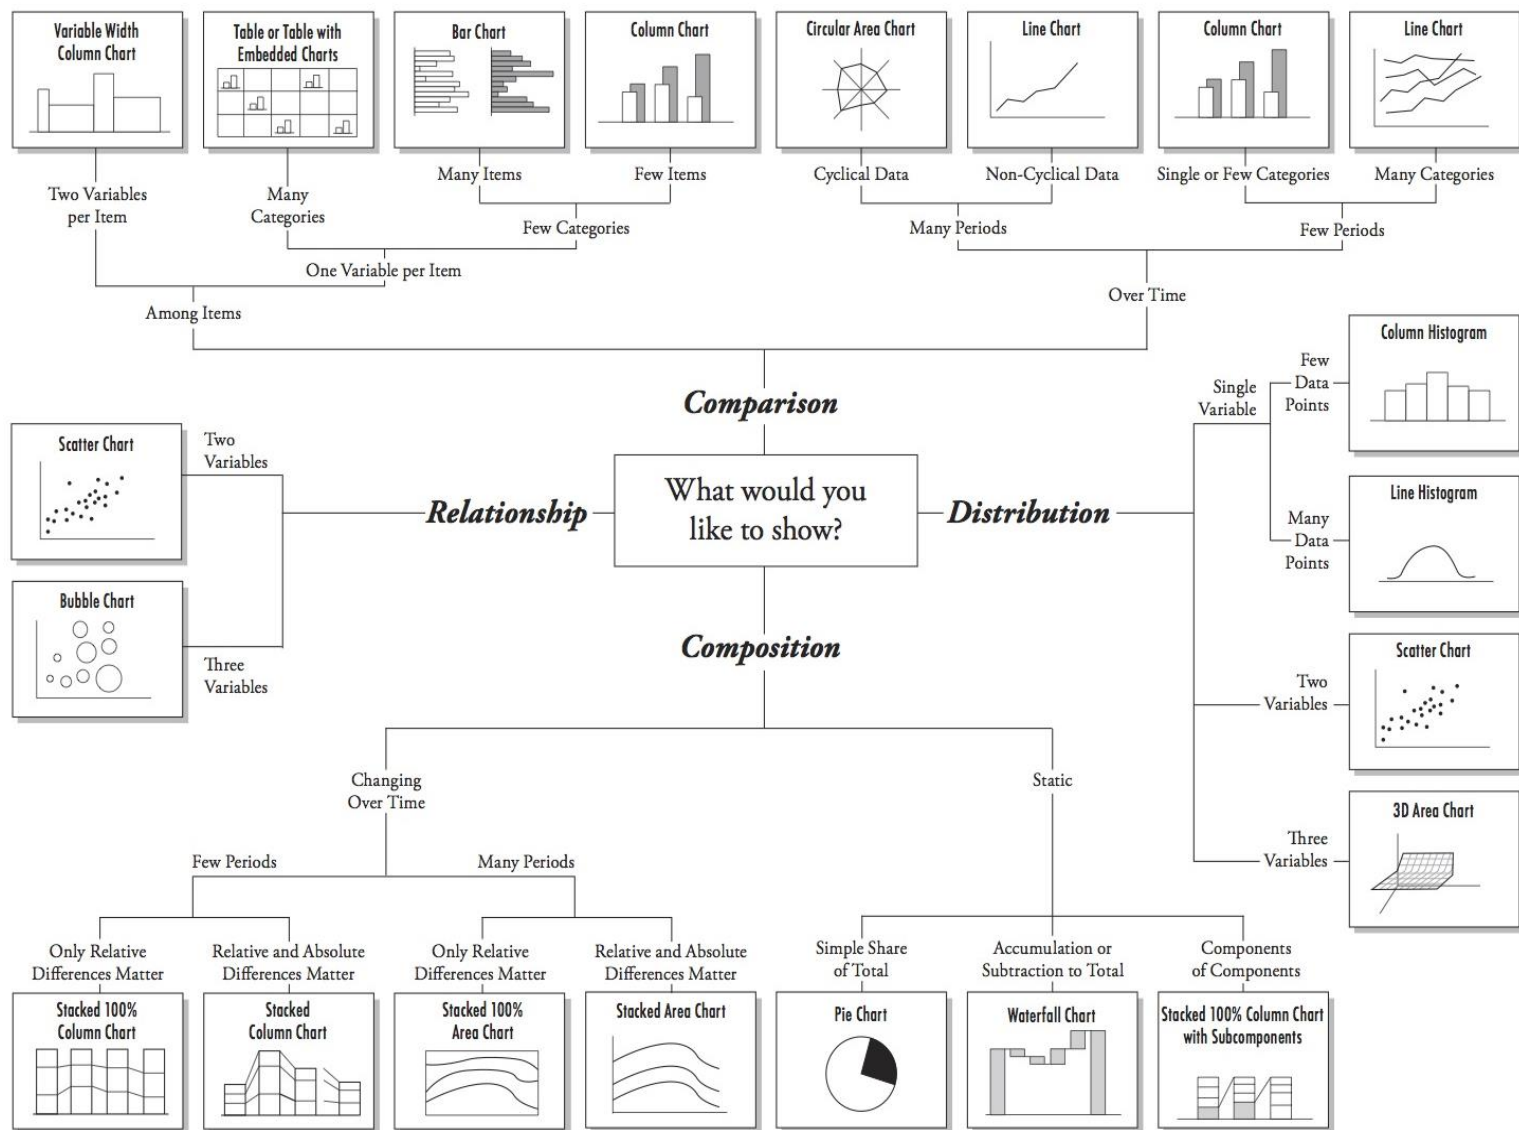 Variable Width
Column Chart
Table or Table with
Embedded Charts
Bar Chart
Column Chart
Circular Area Chart
Line Chart
Column Chart
Line Chart
Two Variables
per Item
Many
Categories
Many Items
Few Items
Cyclical Data
Non-Cyclical Data
Single or Few Categories
Many Categories
Few Categories
Many Periods
Few Periods
One Variable per Item
Among Items
Over Time
Comparison
What would you
like to show?
Relationship
Two
Variables
Scatter Chart
Three
Variables
Bubble Chart
Distribution
Single
Variable
Few
Data
Points
Column Histogram
Many
Data
Points
Line Histogram
Two
Variables
Scatter Chart
Three
Variables
3D Area Chart
Composition
Changing
Over Time
Static
Few Periods
Many Periods
Only Relative
Differences Matter
Relative and Absolute
Differences Matter
Only Relative
Differences Matter
Relative and Absolute
Differences Matter
Simple Share
of Total
Accumulation or
Subtraction to Total
Components
of Components
Stacked 100%
Column Chart
Stacked
Column Chart
Stacked 100%
Area Chart
Stacked Area Chart
Pie Chart
Waterfall Chart
Stacked 100% Column Chart
with Subcomponents